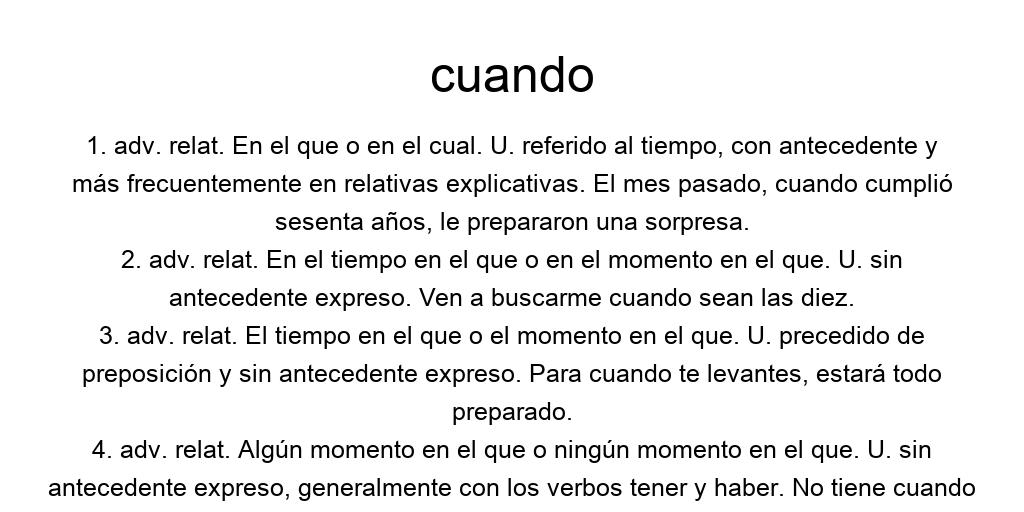 cuando
1. adv. relat. En el que o en el cual. U. referido al tiempo, con antecedente y
más frecuentemente en relativas explicativas. El mes pasado, cuando cumplió
sesenta años, le prepararon una sorpresa.
2. adv. relat. En el tiempo en el que o en el momento en el que. U. sin
antecedente expreso. Ven a buscarme cuando sean las diez.
3. adv. relat. El tiempo en el que o el momento en el que. U. precedido de
preposición y sin antecedente expreso. Para cuando te levantes, estará todo
preparado.
4. adv. relat. Algún momento en el que o ningún momento en el que. U. sin
antecedente expreso, generalmente con los verbos tener y haber. No tiene cuando